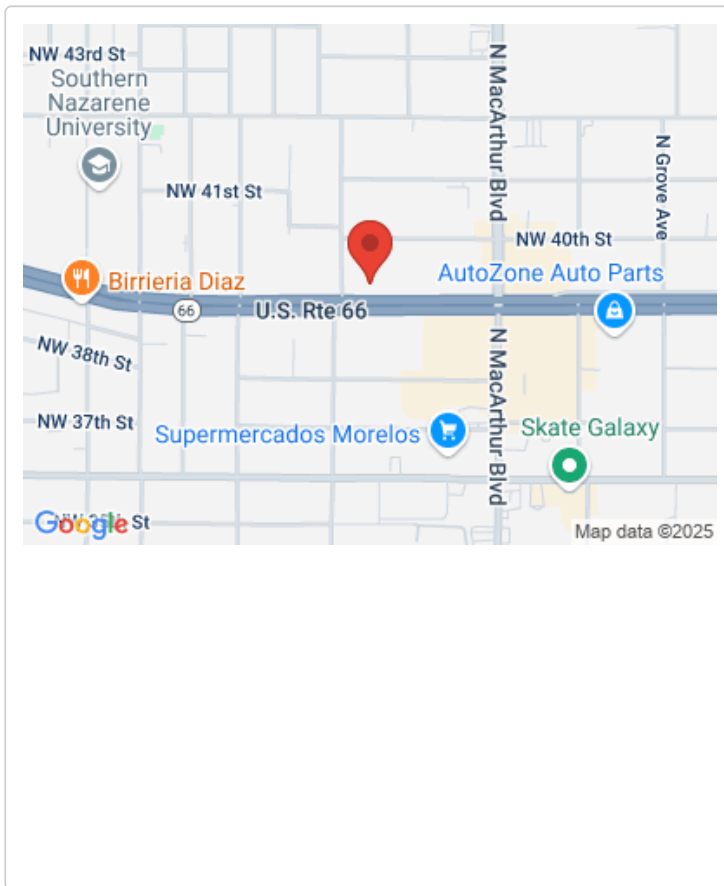 NW 43rd St
Southern
Nazarene
University
N MacArthur Blvd
N Grove Ave
NW 41st St
NW 40th St
Birrieria Diaz
AutoZone Auto Parts
66
U.S. Rte 66
NW 38th St
N MacArthur Blvd
NW 37th St
Supermercados Morelos
Skate Galaxy
Google
St
Map data ©2025